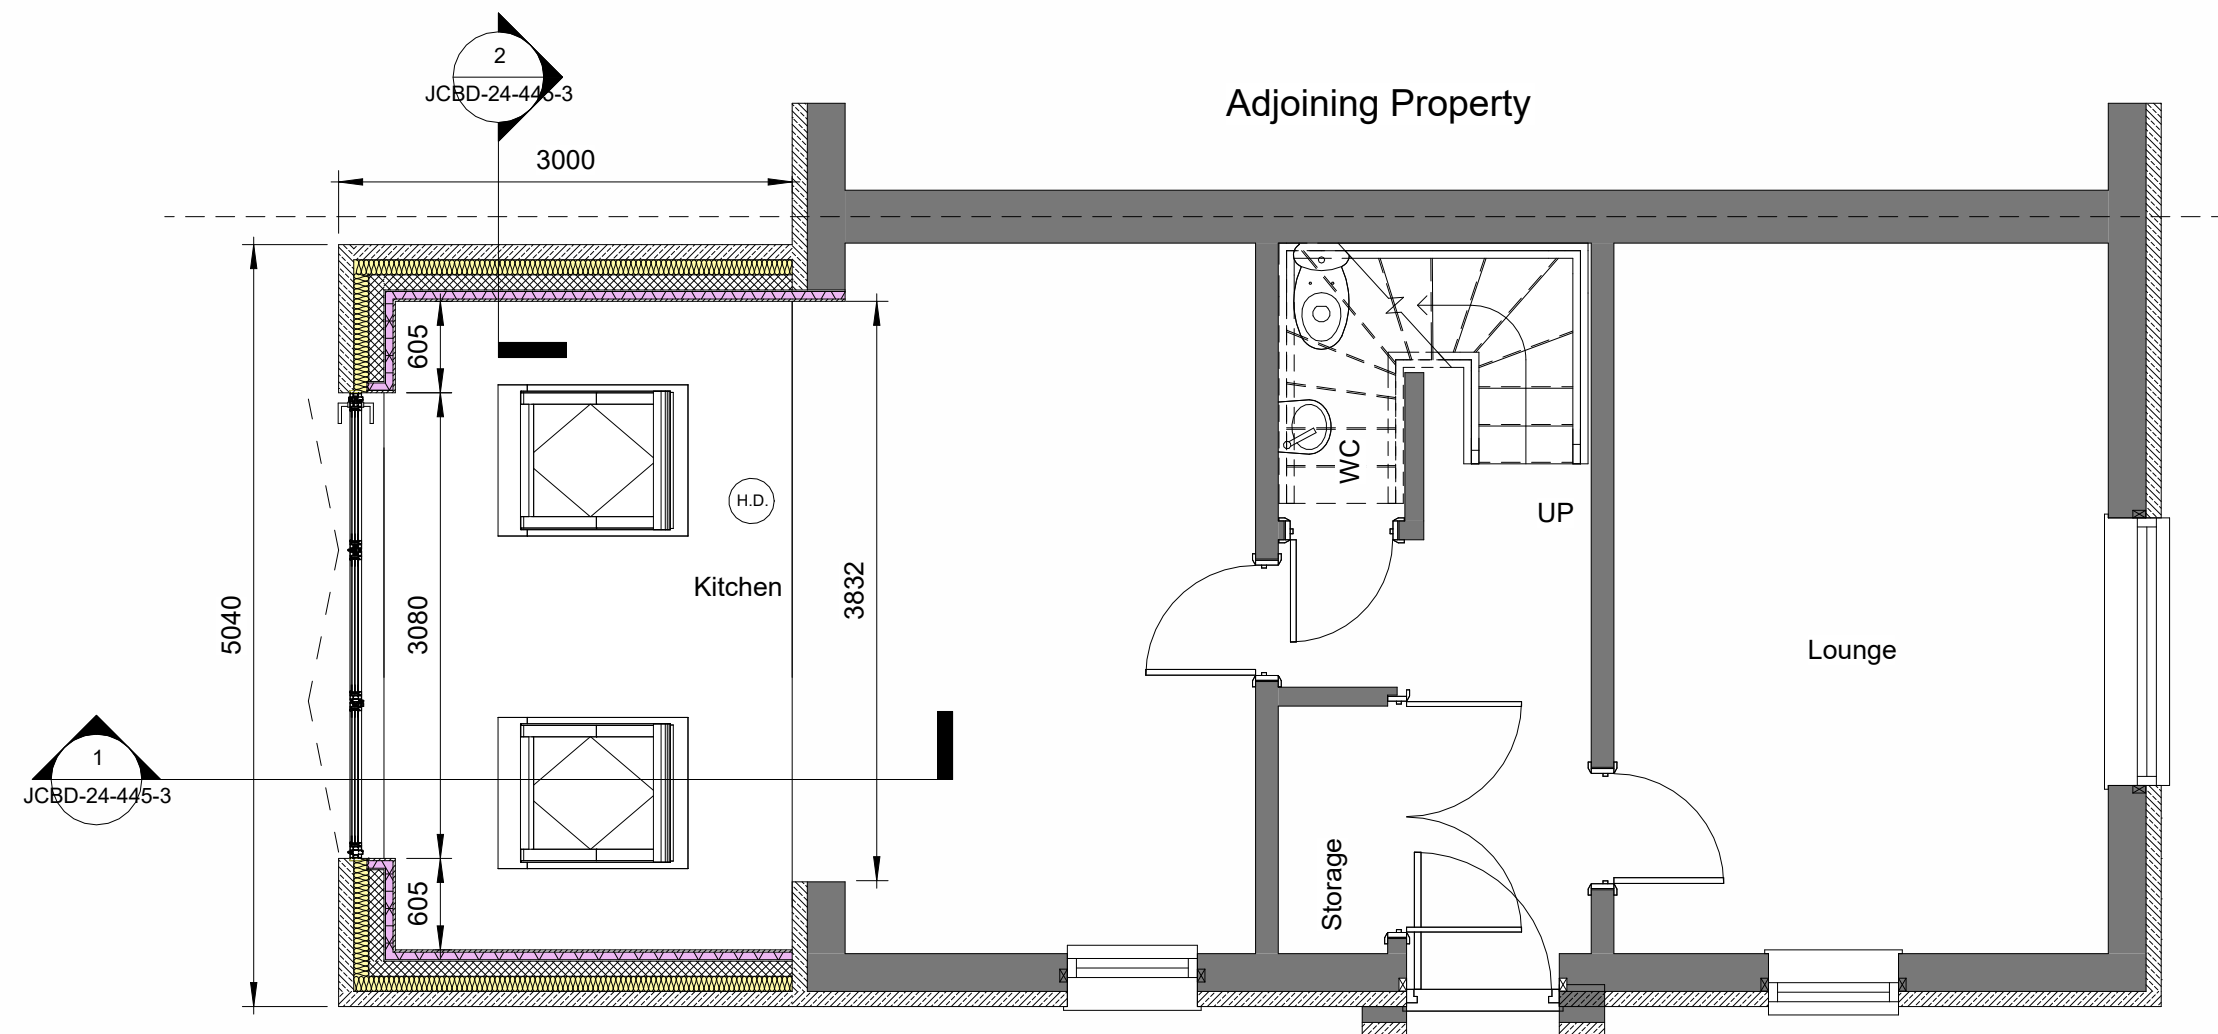 2
JCBD-24-445-3
Adjoining Property
3000
605
H.D.
WC
UP
Kitchen
3832
5040
3080
Lounge
1
JCBD-24-445-3
605
Storage